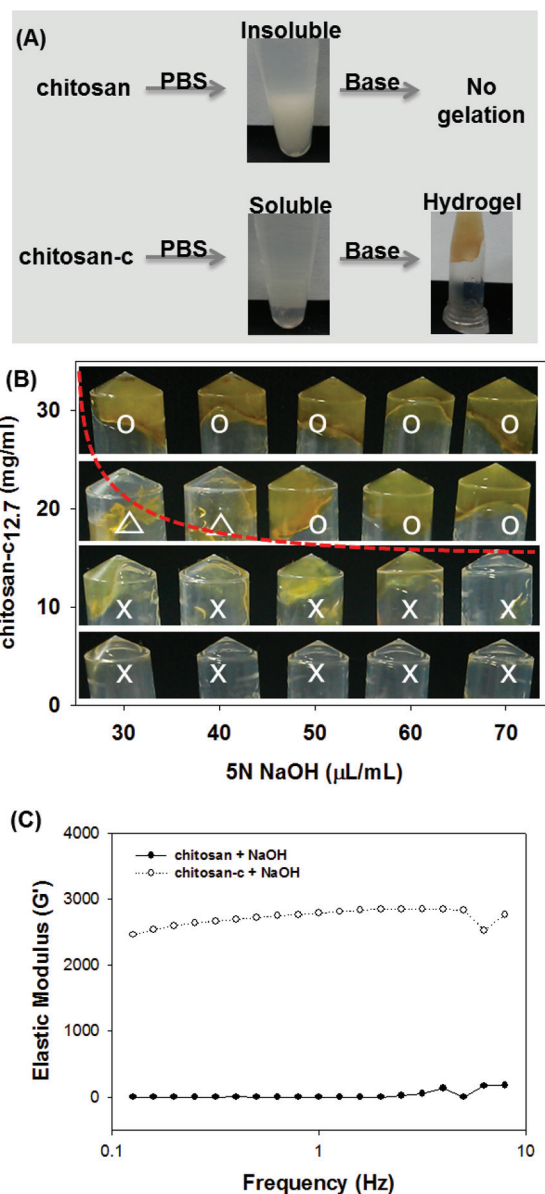 (A)
Insoluble
chitosan PBS Base No
gelation
Soluble Hydrogel
chitosan-c PBS Base
(B)
chitosan-c12.7 (mg/ml)
30
O O O O O
20
△ △ O O O
10
X X X X X
X X X X X
0
30 40 50 60 70
5N NaOH (μL/mL)
(C)
4000
chitosan + NaOH
chitosan-c + NaOH
3000
2000
1000
0
Elastic Modulus (G')
0.1 1 10
Frequency (Hz)